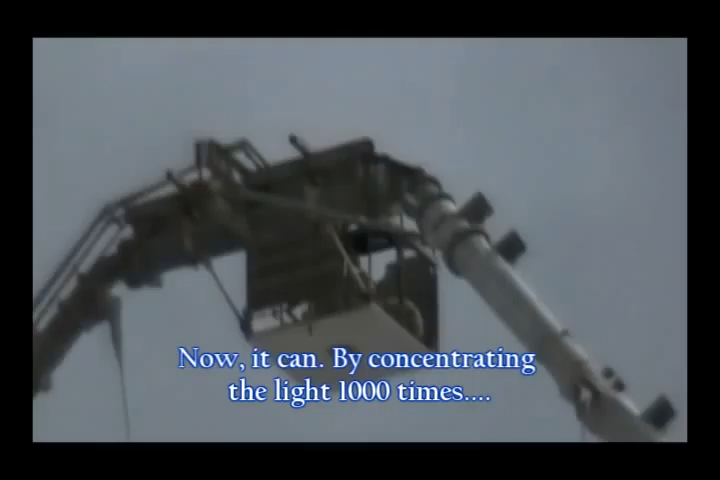 Now, it can. By concentrating
the light 1000 times....